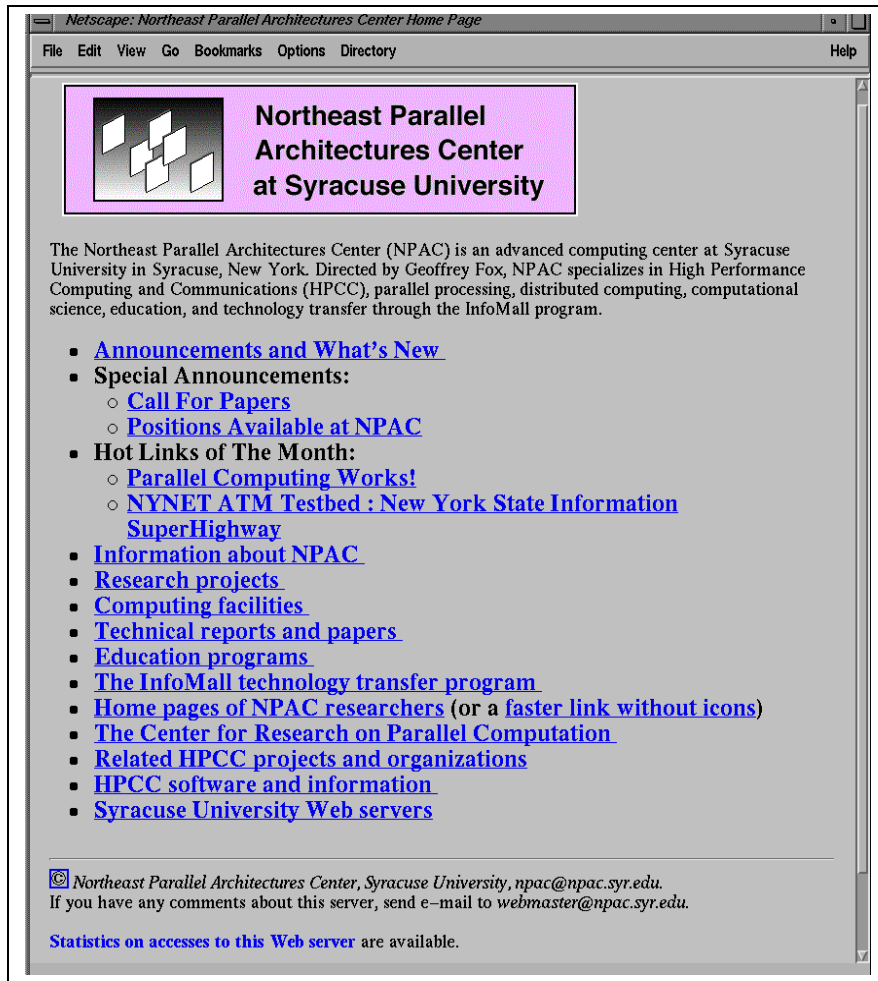 Netscape: Northeast Parallel Architectures Center Home Page
File Edit View Go Bookmarks Options Directory Help
Northeast Parallel
Architectures Center
at Syracuse University
The Northeast Parallel Architectures Center (NPAC) is an advanced computing center at Syracuse
University in Syracuse, New York. Directed by Geoffrey Fox, NPAC specializes in High Performance
Computing and Communications (HPCC), parallel processing, distributed computing, computational
science, education, and technology transfer through the InfoMall program.
Announcements and What's New
Special Announcements:
Call For Papers
Positions Available at NPAC
Hot Links of The Month:
Parallel Computing Works!
NYNET ATM Testbed : New York State Information
SuperHighway
Information about NPAC
Research projects
Computing facilities
Technical reports and papers
Education programs
The InfoMall technology transfer program
Home pages of NPAC researchers (or a faster link without icons)
The Center for Research on Parallel Computation
Related HPCC projects and organizations
HPCC software and information
Syracuse University Web servers
© Northeast Parallel Architectures Center, Syracuse University, npac@npac.syr.edu.
If you have any comments about this server, send e-mail to webmaster@npac.syr.edu.
Statistics on accesses to this Web server are available.